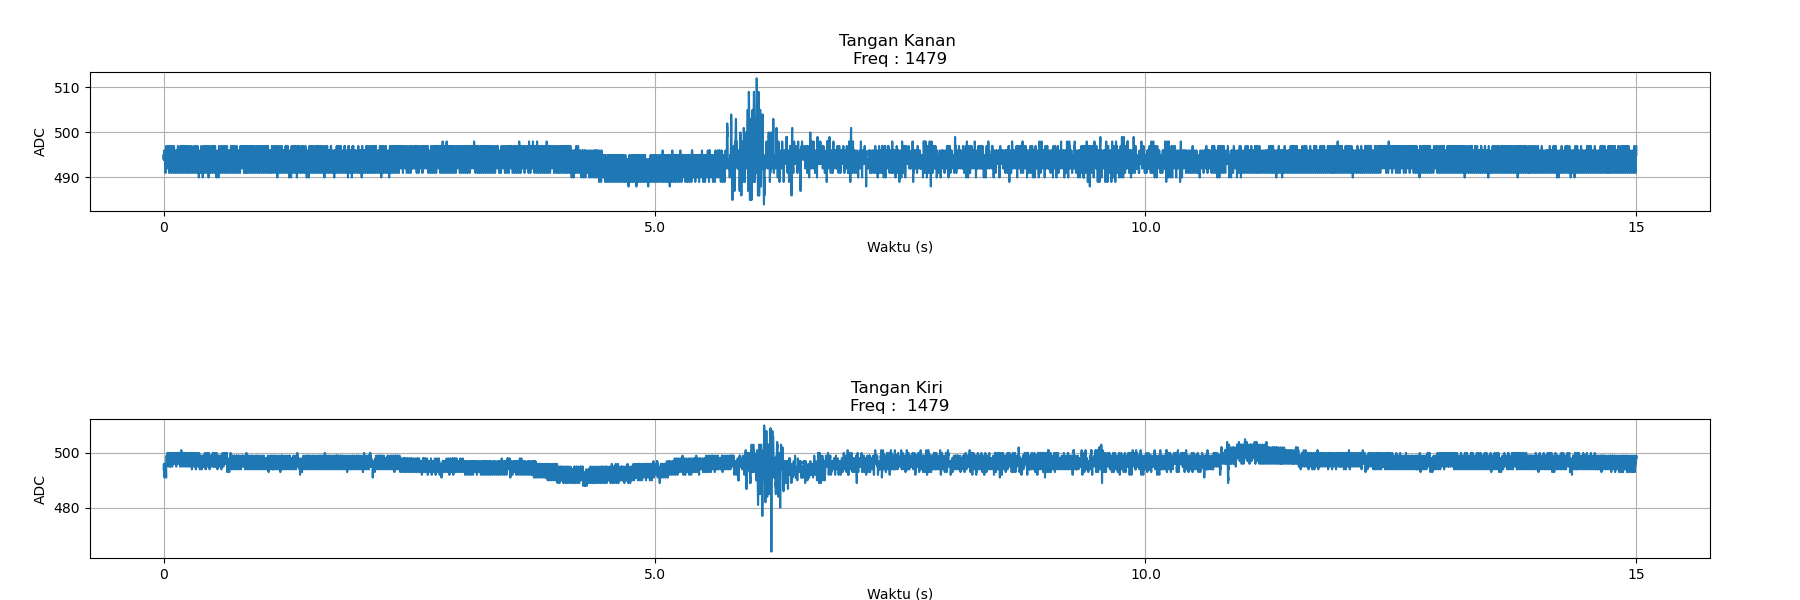 Tangan Kanan
Freq : 1479
510
500
490
ADC
0 5.0 10.0 15
Waktu (s)
Tangan Kiri
Freq :  1479
500
480
ADC
0 5.0 10.0 15
Waktu (s)